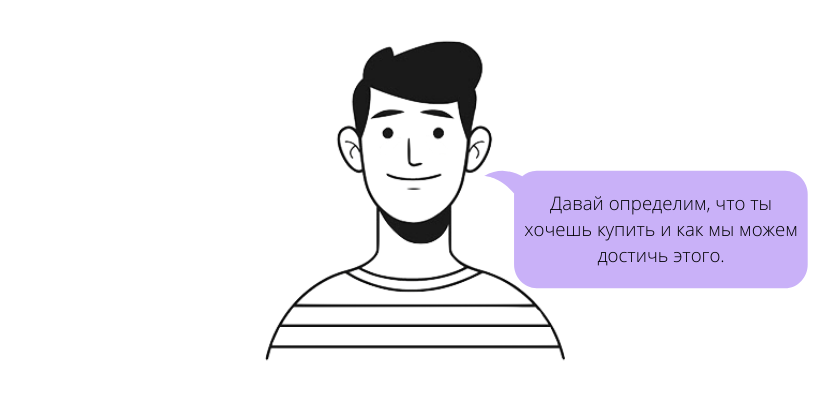 Давай определим, что ты
хочешь купить и как мы можем
достичь этого.